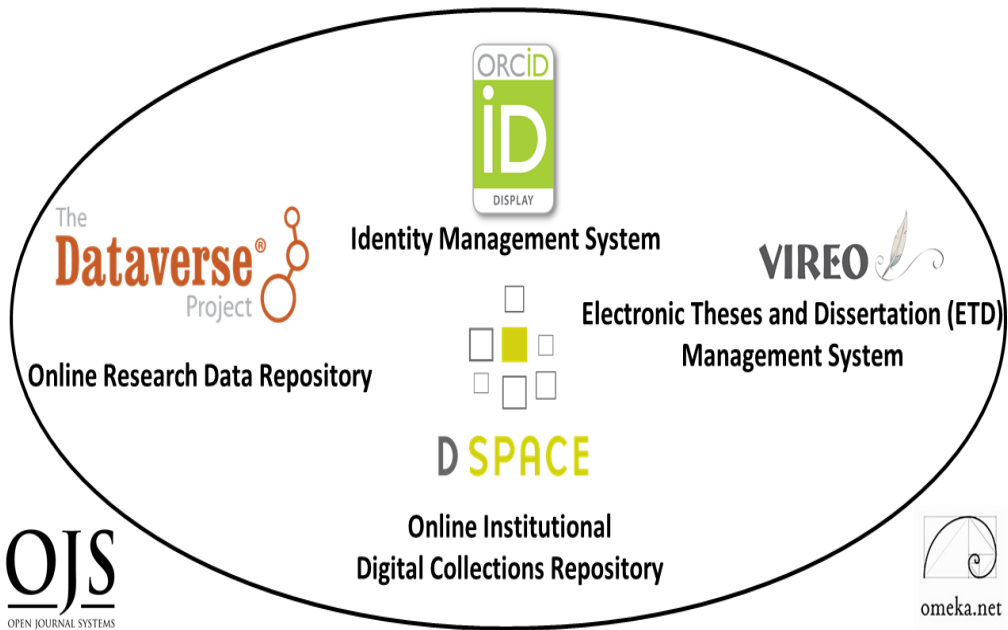 ORCID
iD
DISPLAY
Identity Management System
The
Dataverse®
Project
Online Research Data Repository
VIREO
Electronic Theses and Dissertation (ETD)
Management System
D SPACE
Online Institutional
Digital Collections Repository
OJS
OPEN JOURNAL SYSTEMS
omeka.net